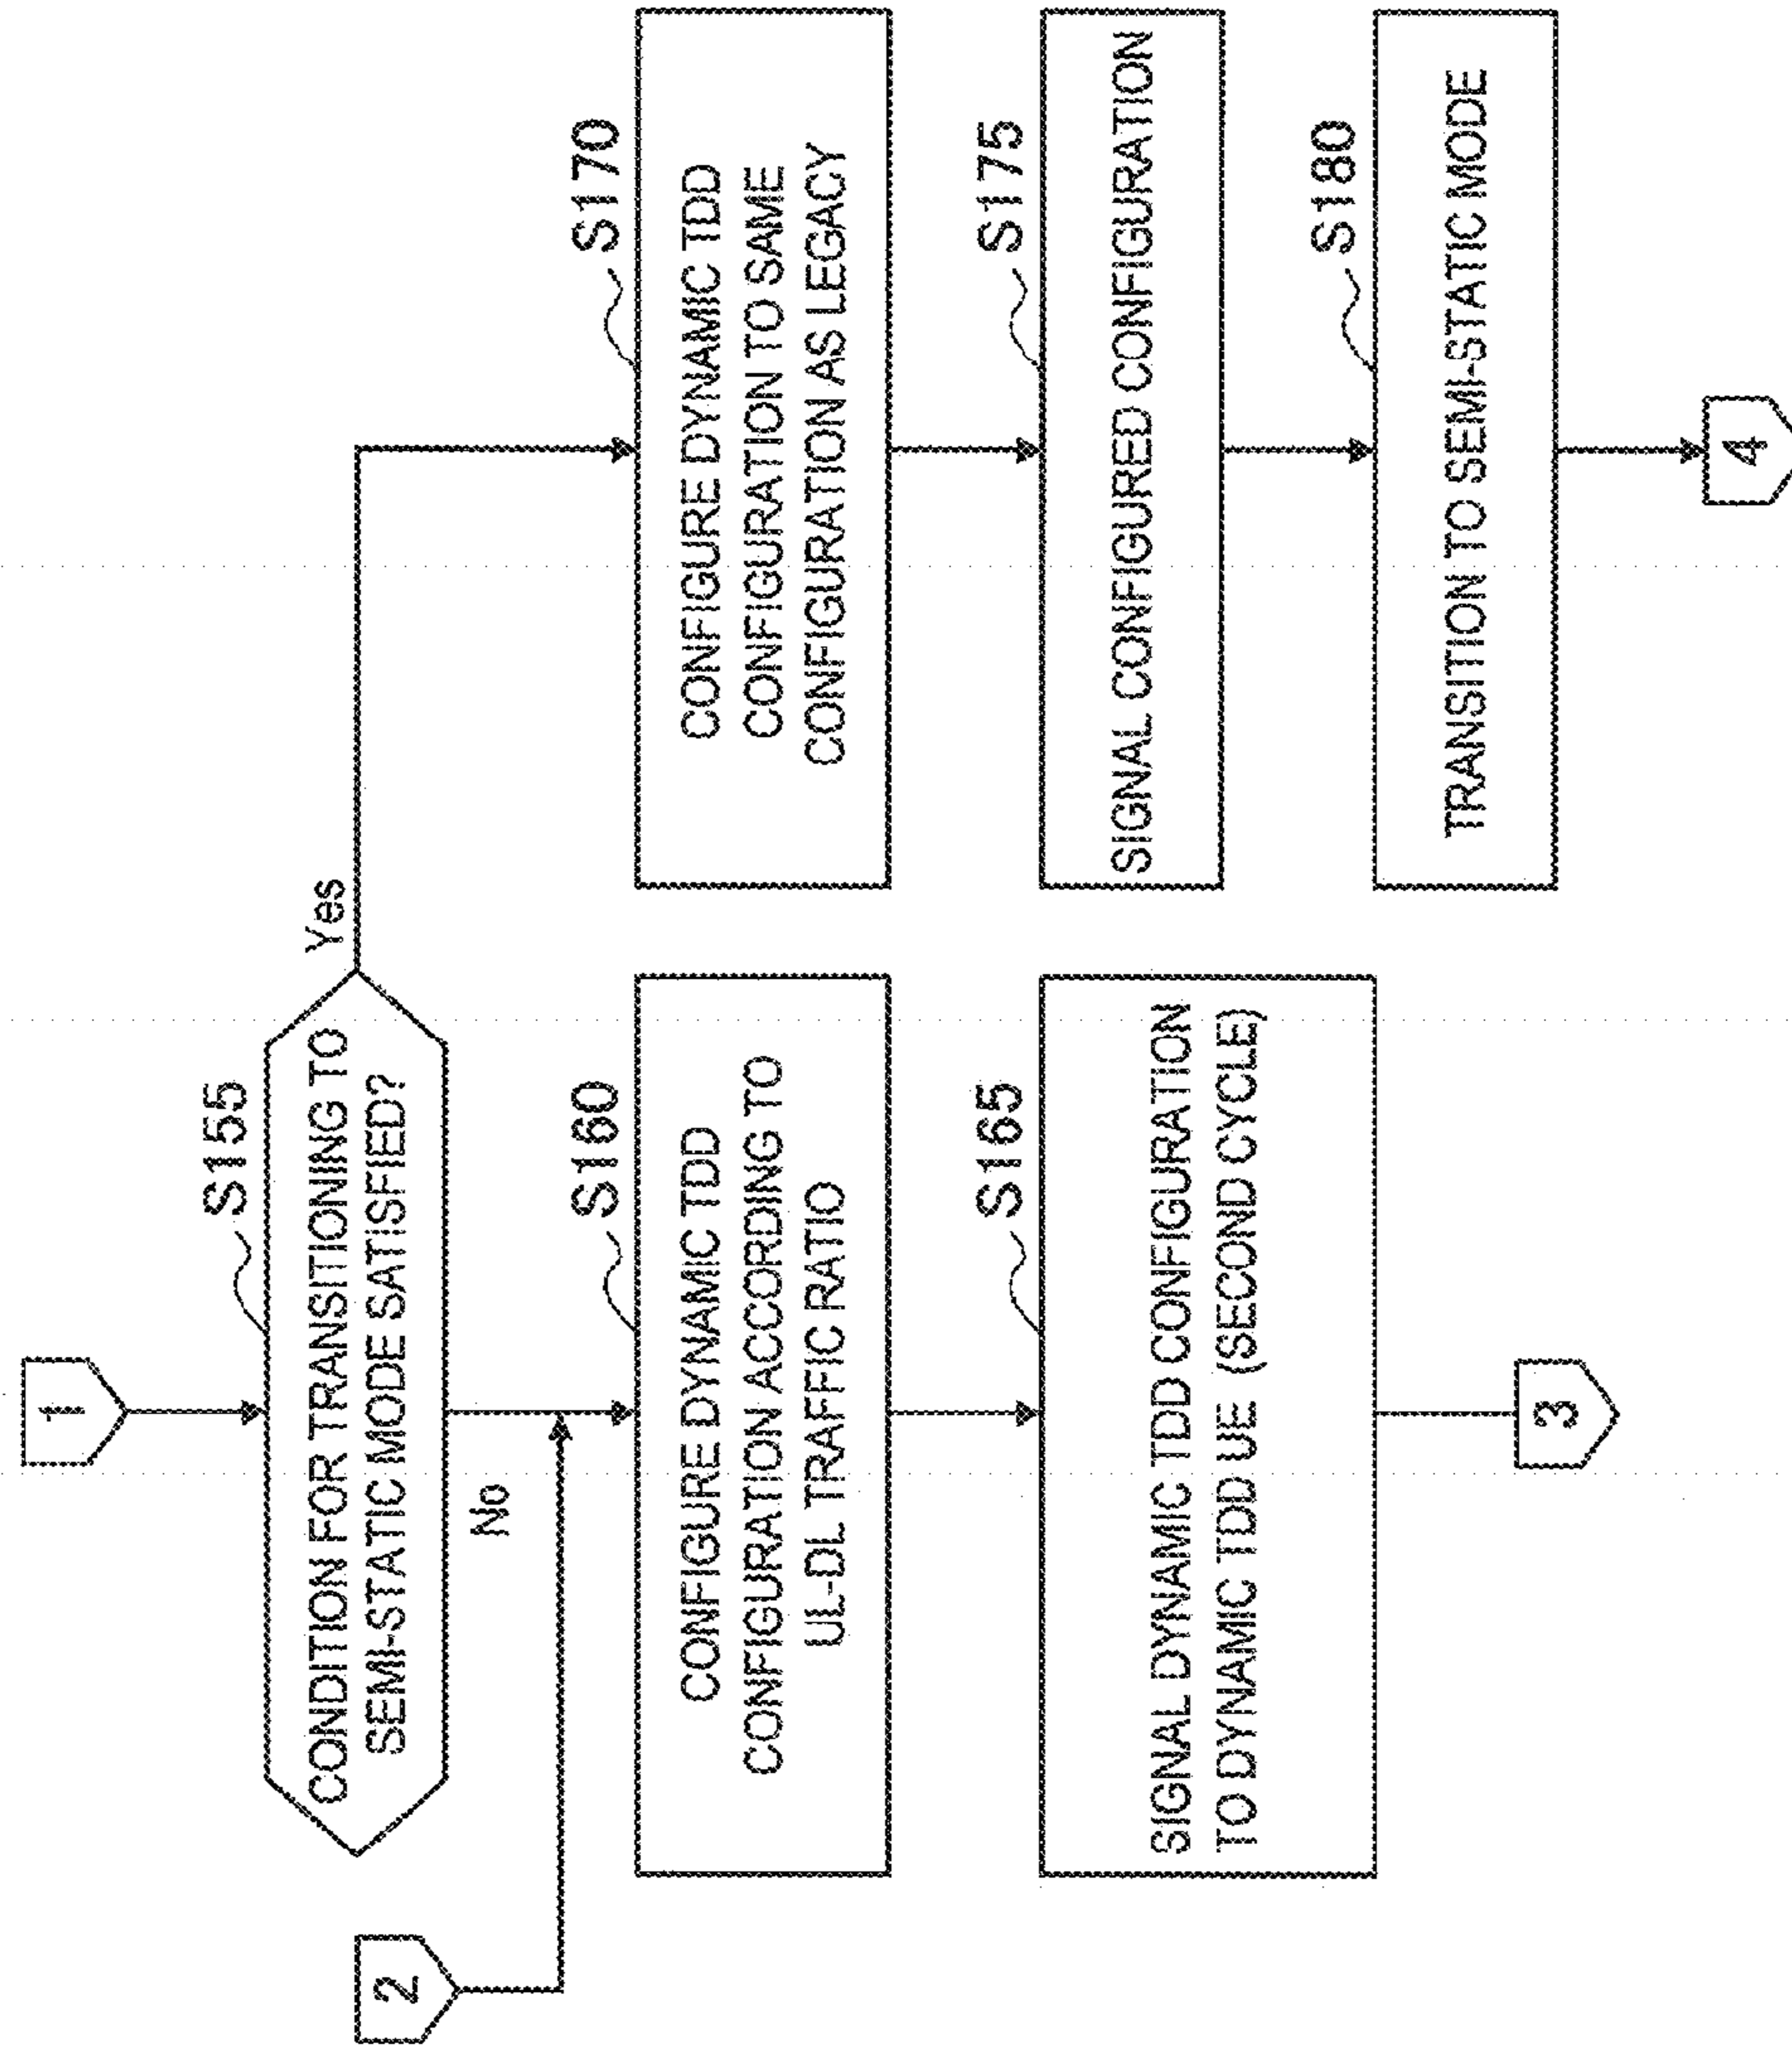 1
S155
CONDITION FOR TRANSITIONING TO
SEMI-STATIC MODE SATISFIED?
Yes
No
2
S160
CONFIGURE DYNAMIC TDD
CONFIGURATION ACCORDING TO
UL-DL TRAFFIC RATIO
S165
SIGNAL DYNAMIC TDD CONFIGURATION
TO DYNAMIC TDD UE (SECOND CYCLE)
3
S170
CONFIGURE DYNAMIC TDD
CONFIGURATION TO SAME
CONFIGURATION AS LEGACY
S175
SIGNAL CONFIGURED CONFIGURATION
S180
TRANSITION TO SEMI-STATIC MODE
4